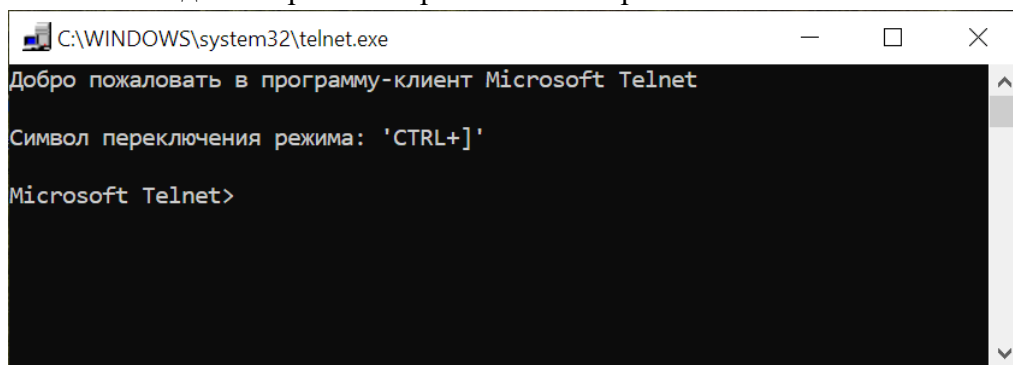 C:\WINDOWS\system32\telnet.exe
Добро пожаловать в программу-клиент Microsoft Telnet
Символ переключения режима: 'CTRL+]'
Microsoft Telnet>